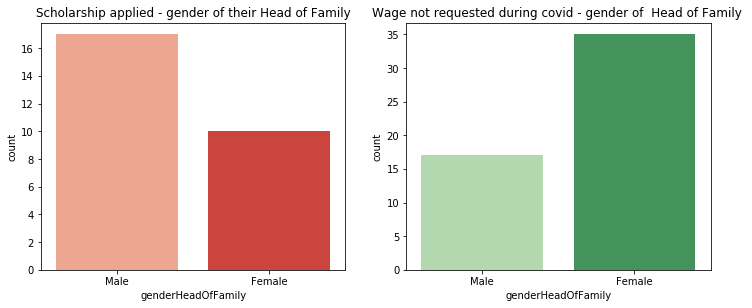 Scholarship applied - gender of their Head of Family
16
14
12
10
8
6
4
2
0
count
Male Female
genderHeadOfFamily
Wage not requested during covid - gender of  Head of Family
35
30
25
20
15
10
5
0
count
Male Female
genderHeadOfFamily